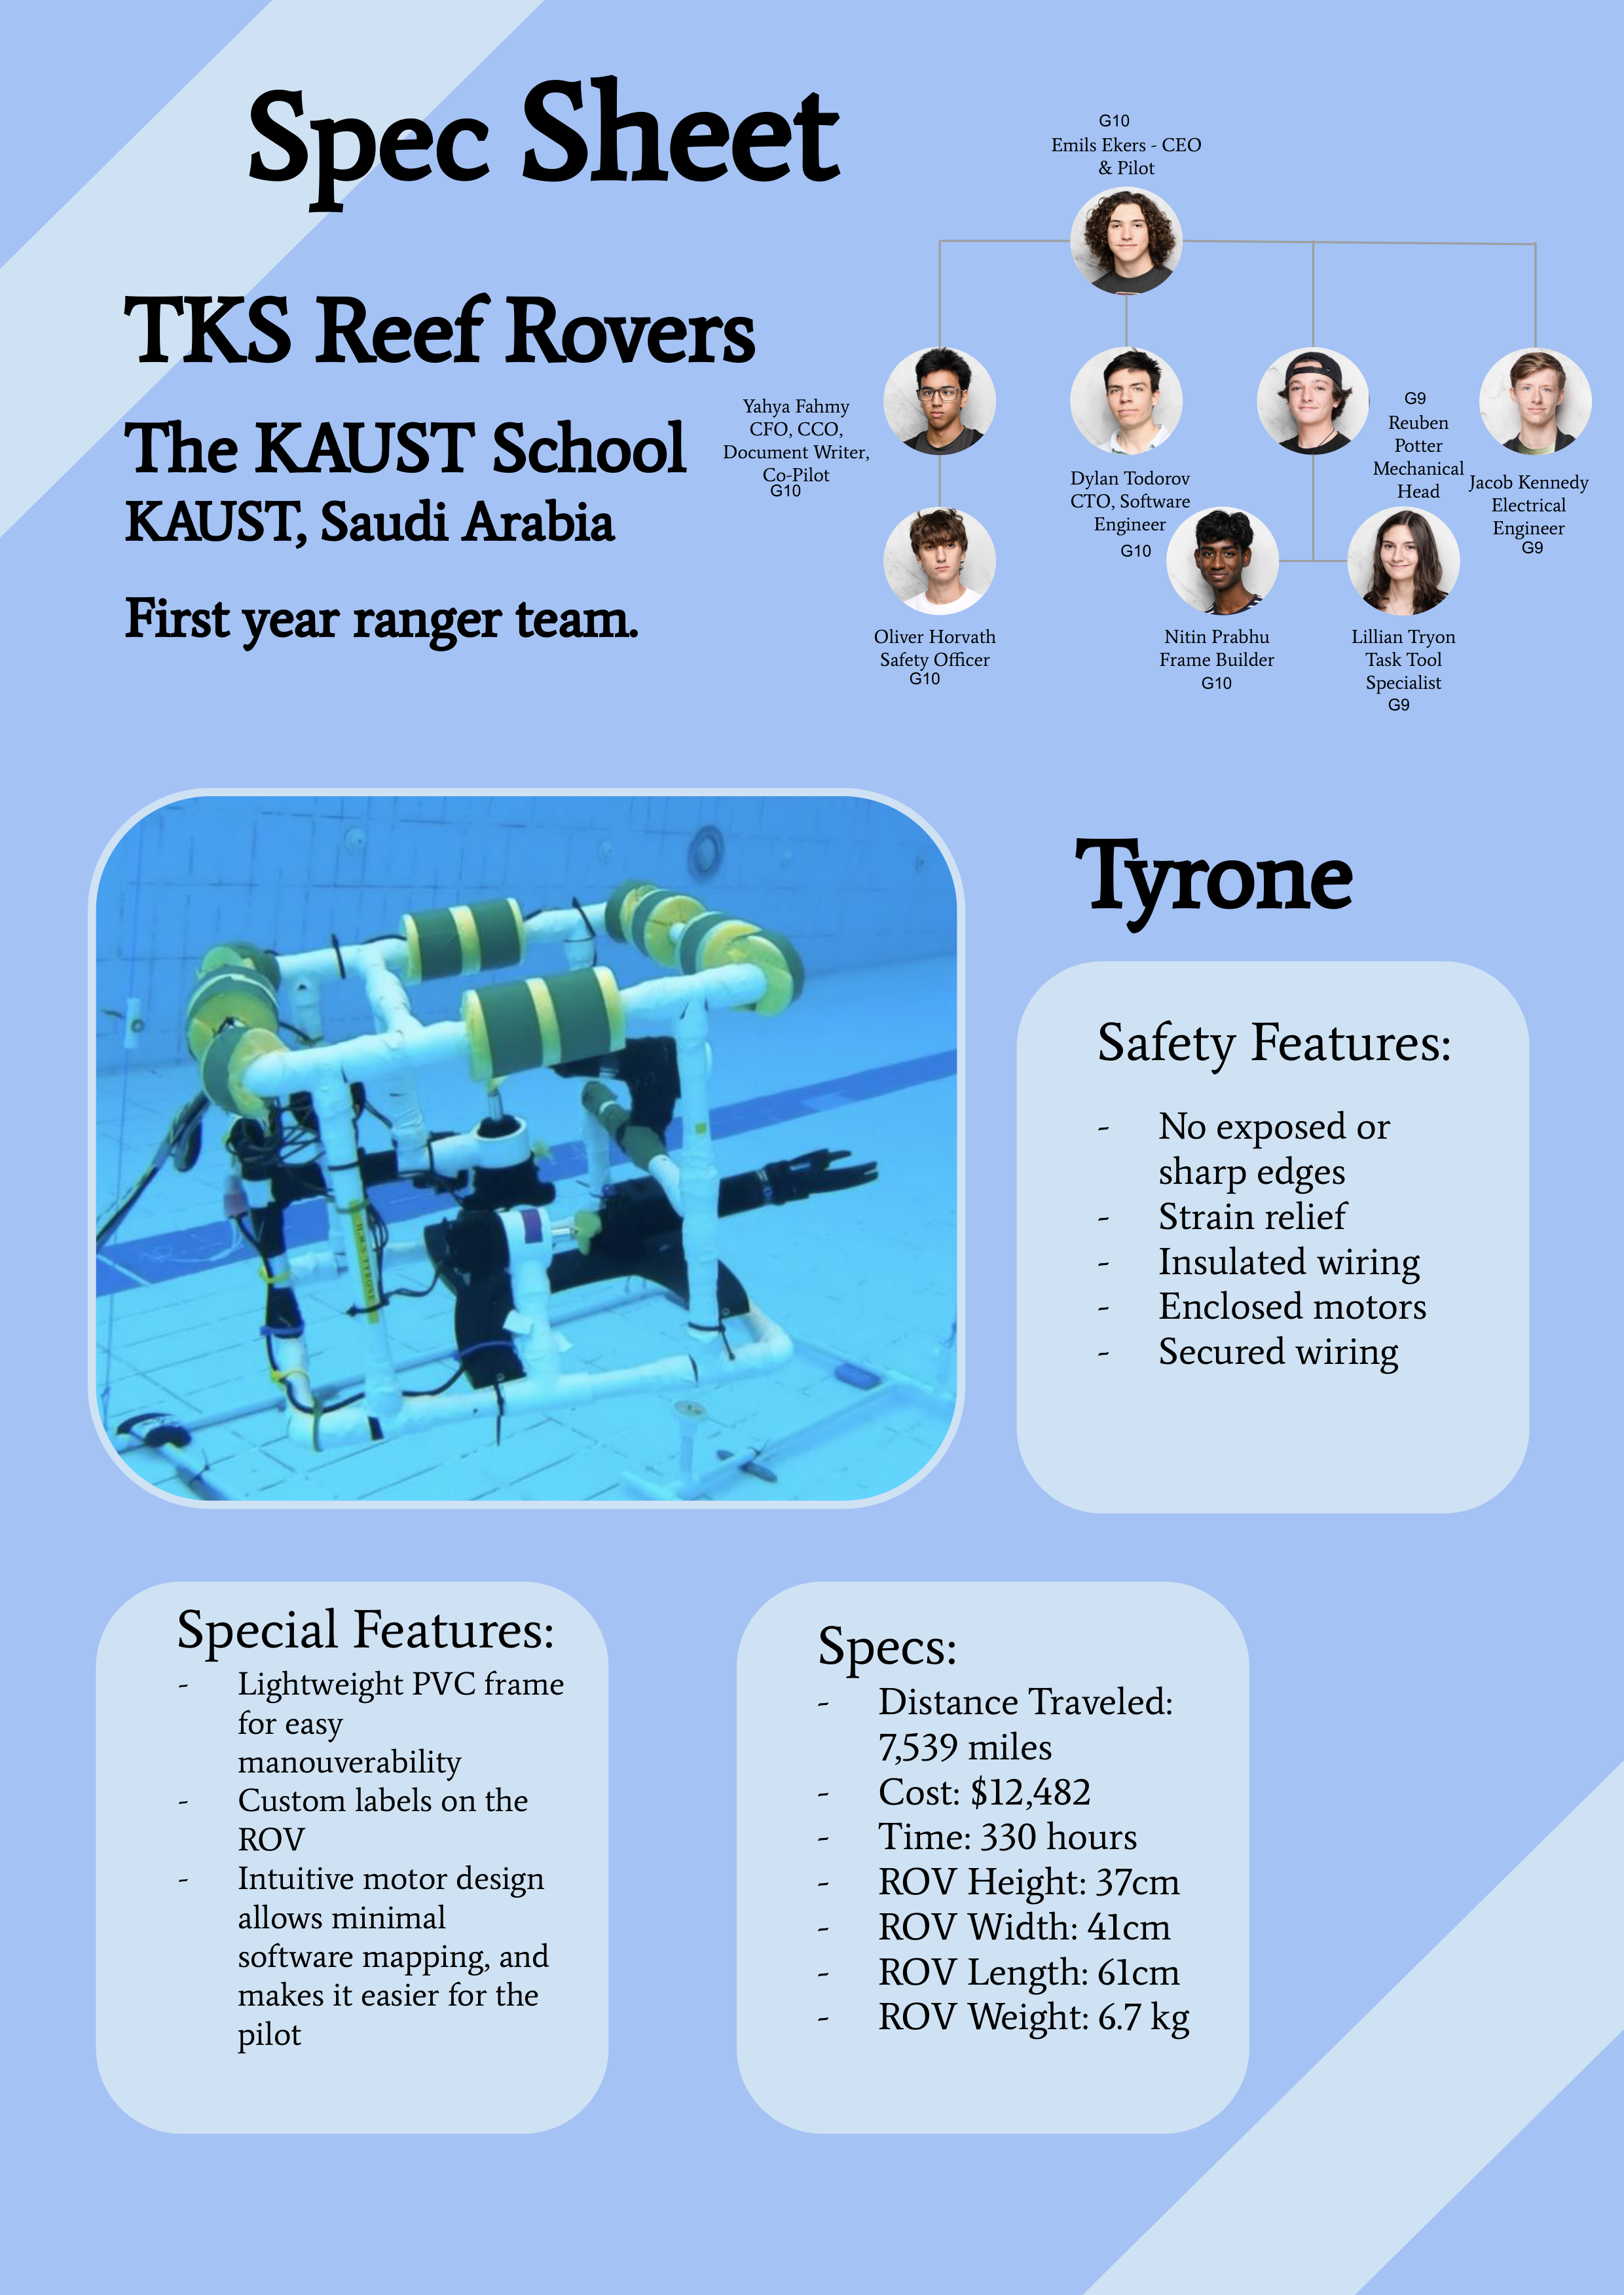 Spec Sheet
TKS Reef Rovers
The KAUST School
KAUST, Saudi Arabia
First year ranger team.
G10
Emils Ekers - CEO
& Pilot
Yahya Fahmy
CFO, CCO,
Document Writer,
Co-Pilot
G10
Dylan Todorov
CTO, Software
Engineer
G10
G9
Reuben
Potter
Mechanical
Head
Jacob Kennedy
Electrical
Engineer
G9
Oliver Horvath
Safety Officer
G10
Nitin Prabhu
Frame Builder
G10
Lillian Tryon
Task Tool
Specialist
G9
Tyrone
Safety Features:
- No exposed or
sharp edges
- Strain relief
- Insulated wiring
- Enclosed motors
- Secured wiring
Special Features:
- Lightweight PVC frame
for easy
manouverability
- Custom labels on the
ROV
- Intuitive motor design
allows minimal
software mapping, and
makes it easier for the
pilot
Specs:
- Distance Traveled:
7,539 miles
- Cost: $12,482
- Time: 330 hours
- ROV Height: 37cm
- ROV Width: 41cm
- ROV Length: 61cm
- ROV Weight: 6.7 kg